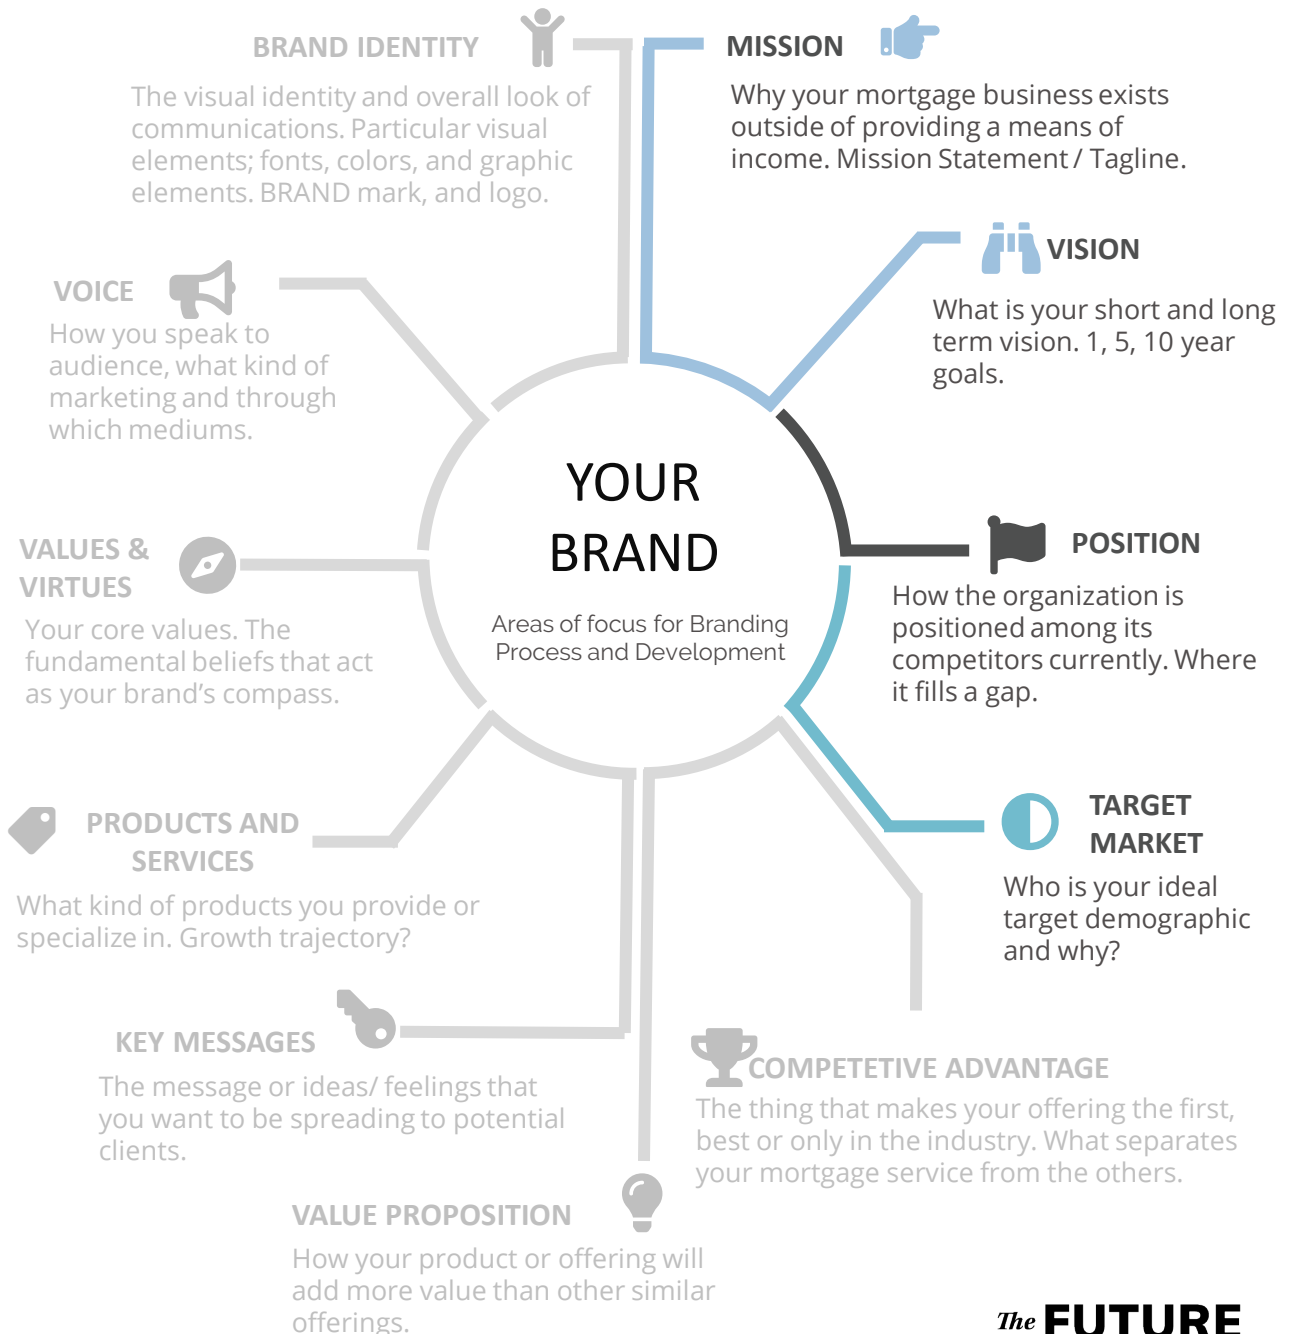 BRAND IDENTITY
The visual identity and overall look of
communications. Particular visual
elements; fonts, colors, and graphic
elements. BRAND mark, and logo.
MISSION
Why your mortgage business exists
outside of providing a means of
income. Mission Statement / Tagline.
VISION
What is your short and long
term vision. 1, 5, 10 year
goals.
VOICE
How you speak to
audience, what kind of
marketing and through
which mediums.
YOUR
BRAND
Areas of focus for Branding
Process and Development
POSITION
How the organization is
positioned among its
competitors currently. Where
it fills a gap.
VALUES &
VIRTUES
Your core values. The
fundamental beliefs that act
as your brand's compass.
TARGET
MARKET
Who is your ideal
target demographic
and why?
PRODUCTS AND
SERVICES
What kind of products you provide or
specialize in. Growth trajectory?
KEY MESSAGES
The message or ideas/ feelings that
you want to be spreading to potential
clients.
COMPETETIVE ADVANTAGE
The thing that makes your offering the first,
best or only in the industry. What separates
your mortgage service from the others.
VALUE PROPOSITION
How your product or offering will
add more value than other similar
offerings.
The FUTURE